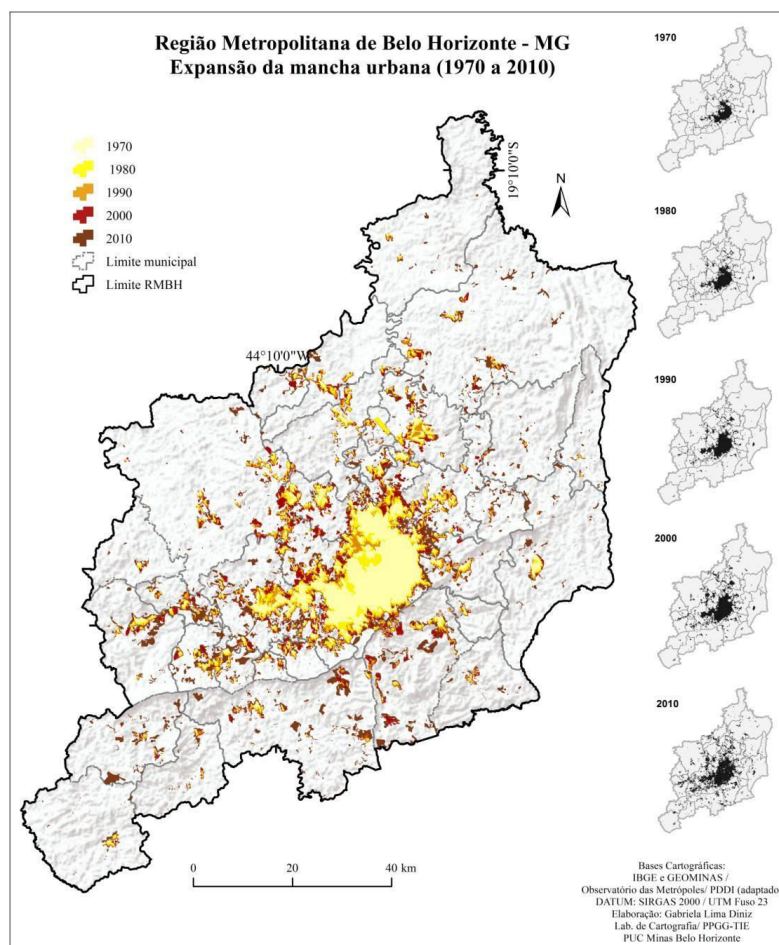 Região Metropolitana de Belo Horizonte - MG
Expansão da mancha urbana (1970 a 2010)
1970
1980
1990
2000
2010
Limite municipal
Limite RMBH
19°10'0"S
N
44°10'0"W
0 20 40 km
1970
1980
1990
2000
2010
Bases Cartográficas:
IBGE e GEOMINAS /
Observatório das Metrópoles/ PDDI (adaptado
DATUM: SIRGAS 2000 / UTM Fuso 23
Elaboração: Gabriela Lima Diniz
Lab. de Cartografia/ PPGG-TIE
PUC Minas Belo Horizonte